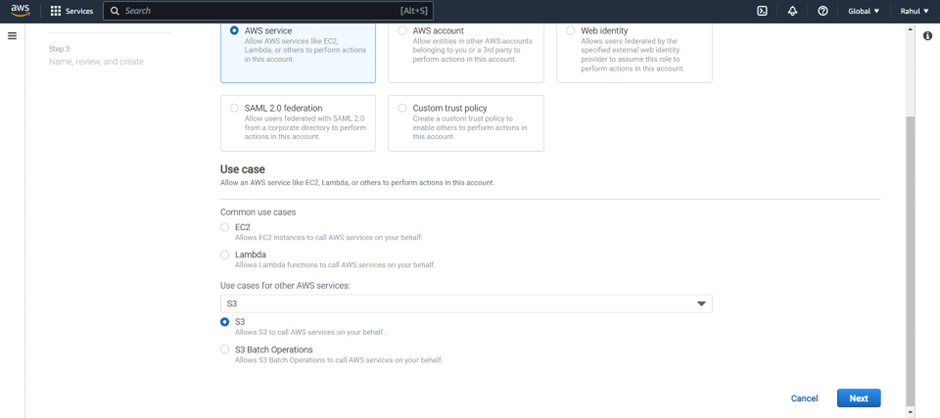 aws Services Search [Alt+S] Global Rahul
Step 3
Name, review, and create
AWS service
Allow AWS services like EC2,
Lambda, or others to perform actions
in this account.
AWS account
Allow entities in other AWS accounts
belonging to you or a 3rd party to
perform actions in this account.
Web identity
Allows users federated by the
specified external web identity
provider to assume this role to
perform actions in this account.
SAML 2.0 federation
Allow users federated with SAML 2.0
from a corporate directory to perform
actions in this account.
Custom trust policy
Create a custom trust policy to
enable others to perform actions in
this account.
Use case
Allow an AWS service like EC2, Lambda, or others to perform actions in this account.
Common use cases
EC2
Allows EC2 instances to call AWS services on your behalf.
Lambda
Allows Lambda functions to call AWS services on your behalf.
Use cases for other AWS services:
S3
S3
Allows S3 to call AWS services on your behalf.
S3 Batch Operations
Allows S3 Batch Operations to call AWS services on your behalf.
Cancel Next